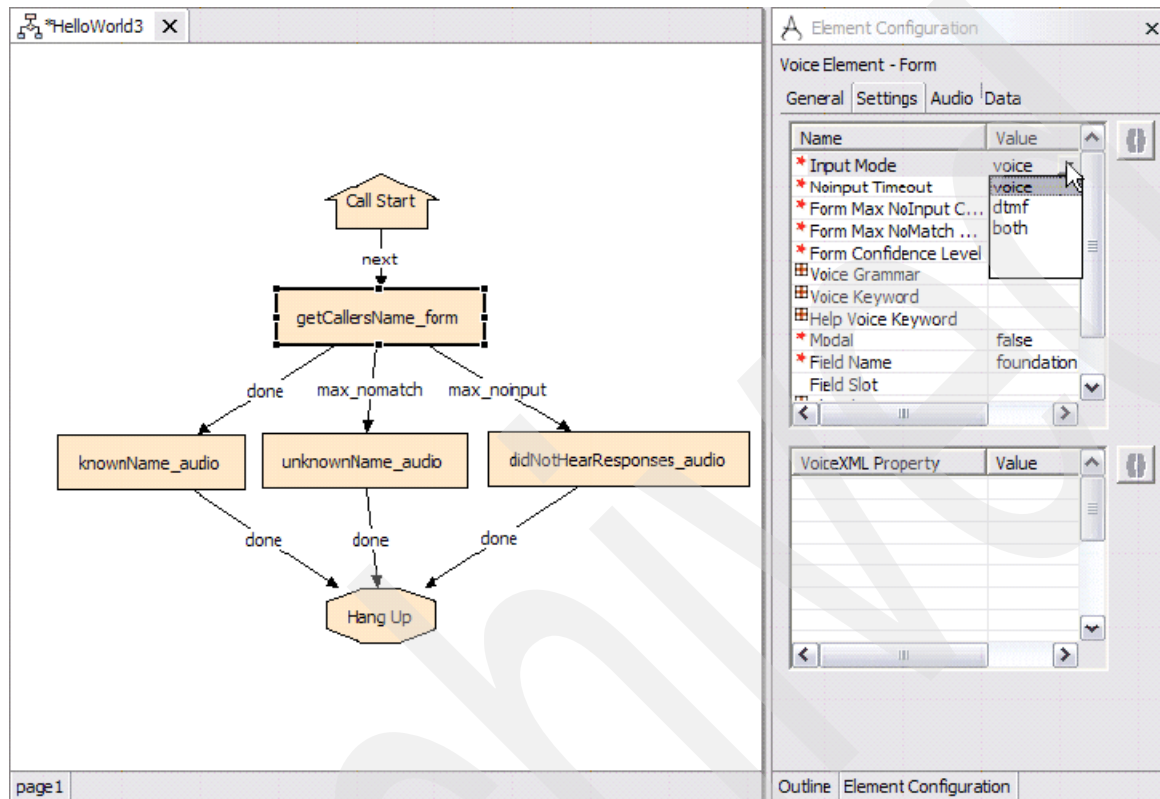 *HelloWorld3 X
Call Start
next
getCallersName_form
done max_nomatch max_noinput
knownName_audio unknownName_audio didNotHearResponses_audio
done done done
Hang Up
page1
Element Configuration
Voice Element - Form
General Settings Audio Data
Name Value
* Input Mode voice
* Noinput Timeout voice
* Form Max NoInput C... dtmf
* Form Max NoMatch ... both
* Form Confidence Level
Voice Grammar
Voice Keyword
Help Voice Keyword
* Modal false
* Field Name foundation
Field Slot
VoiceXML Property Value
Outline Element Configuration